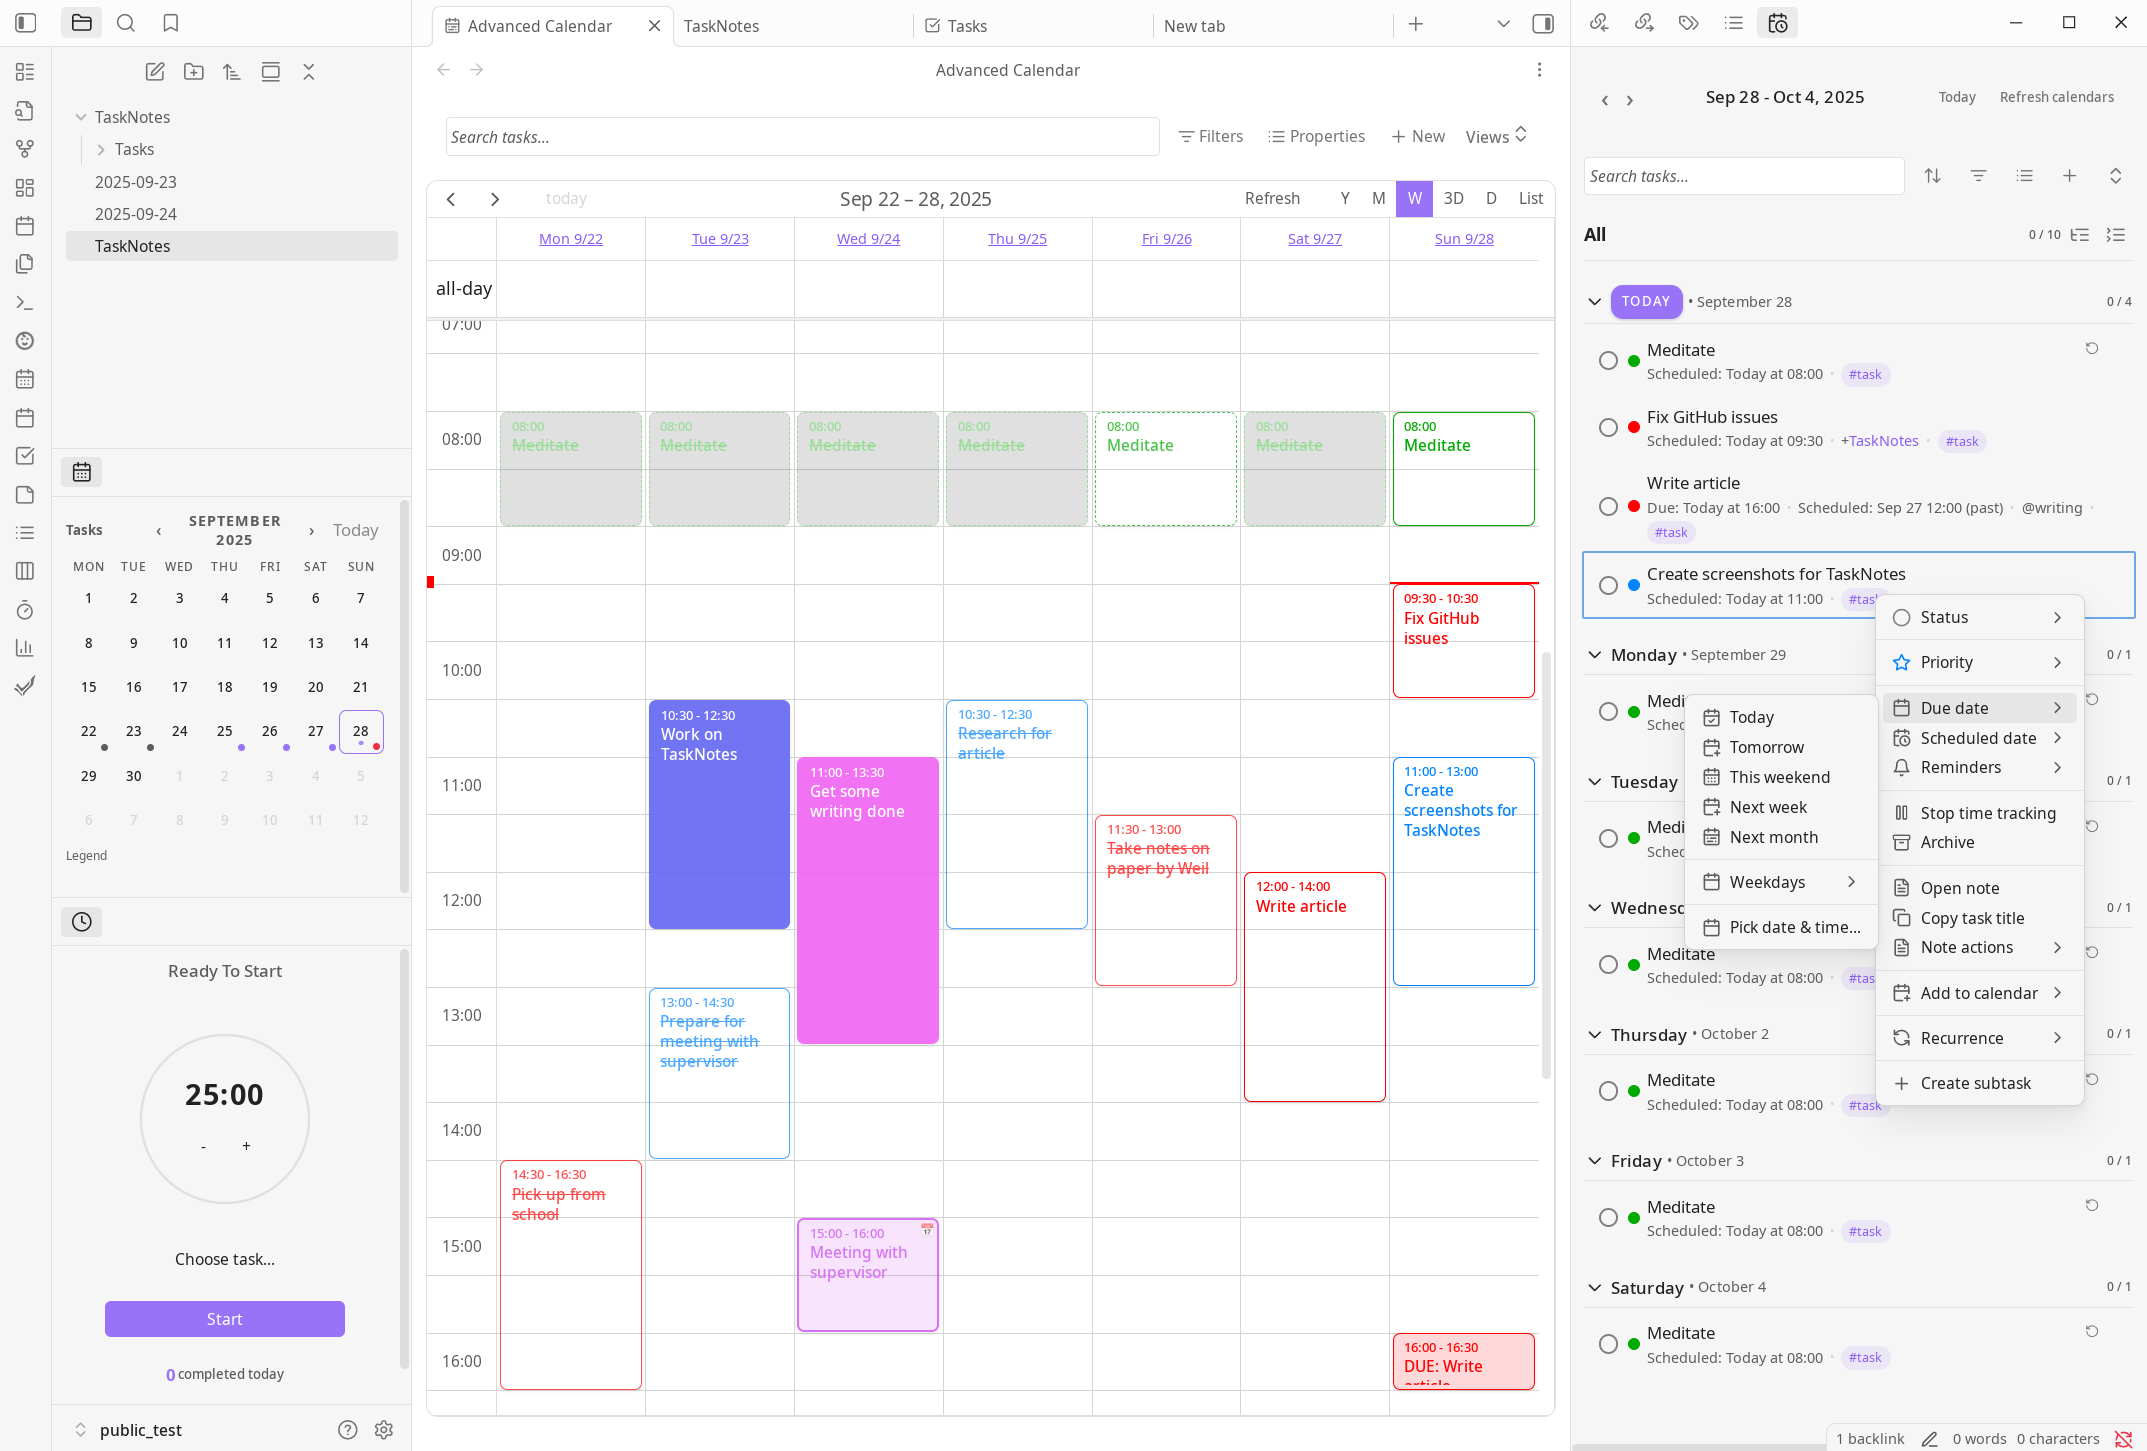 Advanced Calendar
TaskNotes
Tasks
New tab
TaskNotes
Tasks
2025-09-23
2025-09-24
TaskNotes
Tasks
SEPTEMBER
2025
Today
MON TUE WED THU FRI SAT SUN
1 2 3 4 5 6 7
8 9 10 11 12 13 14
15 16 17 18 19 20 21
22 23 24 25 26 27 28
29 30 1 2 3 4 5
6 7 8 9 10 11 12
Legend
Ready To Start
25:00
- +
Choose task...
Start
0 completed today
public_test
Advanced Calendar
Search tasks...
Filters
Properties
New
Views
today
Sep 22 – 28, 2025
Refresh
Y M W 3D D List
Mon 9/22 Tue 9/23 Wed 9/24 Thu 9/25 Fri 9/26 Sat 9/27 Sun 9/28
all-day
07:00
08:00
09:00
10:00
11:00
12:00
13:00
14:00
15:00
16:00
08:00
Meditate
14:30 - 16:30
Pick up from
school
08:00
Meditate
10:30 - 12:30
Work on
TaskNotes
13:00 - 14:30
Prepare for
meeting with
supervisor
08:00
Meditate
11:00 - 13:30
Get some
writing done
15:00 - 16:00
Meeting with
supervisor
08:00
Meditate
10:30 - 12:30
Research for
article
08:00
Meditate
11:30 - 13:00
Take notes on
paper by Weil
08:00
Meditate
12:00 - 14:00
Write article
08:00
Meditate
09:30 - 10:30
Fix GitHub
issues
11:00 - 13:00
Create
screenshots for
TaskNotes
16:00 - 16:30
DUE: Write
article
Sep 28 - Oct 4, 2025
Today
Refresh calendars
Search tasks...
All
0 / 10
TODAY • September 28
0 / 4
Meditate
Scheduled: Today at 08:00 · #task
Fix GitHub issues
Scheduled: Today at 09:30 · +TaskNotes · #task
Write article
Due: Today at 16:00 · Scheduled: Sep 27 12:00 (past) · @writing ·
#task
Create screenshots for TaskNotes
Scheduled: Today at 11:00 · #task
Monday • September 29
0 / 1
Medi
Sched
Tuesday
0 / 1
Medi
Sched
Wednesd
0 / 1
Meditate
Scheduled: Today at 08:00 · #tas
Thursday • October 2
0 / 1
Meditate
Scheduled: Today at 08:00 · #task
Friday • October 3
0 / 1
Meditate
Scheduled: Today at 08:00 · #task
Saturday • October 4
0 / 1
Meditate
Scheduled: Today at 08:00 · #task
Status
Priority
Due date
Scheduled date
Reminders
Stop time tracking
Archive
Open note
Copy task title
Note actions
Add to calendar
Recurrence
Create subtask
Today
Tomorrow
This weekend
Next week
Next month
Weekdays
Pick date & time...
1 backlink
0 words 0 characters